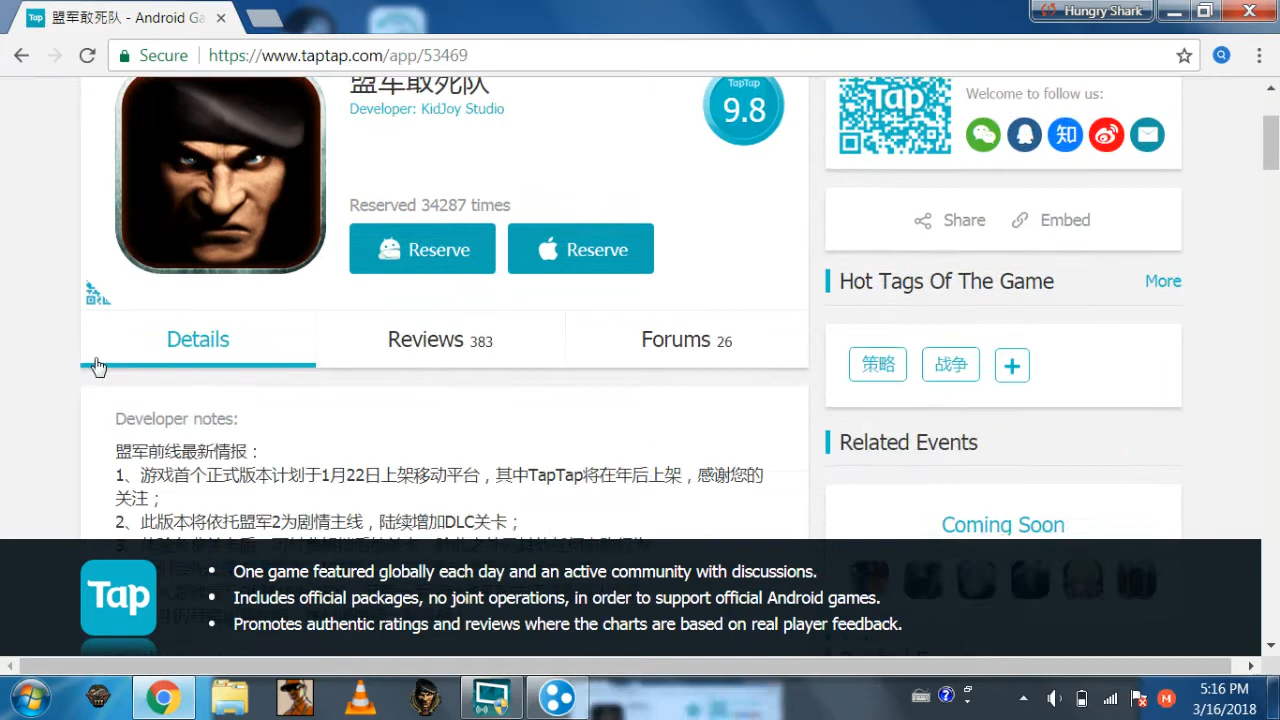 盟军敢死队 - Android Ga
Hungry Shark
Secure https://www.taptap.com/app/53469
盟军敢死队
Developer: KidJoy Studio
TapTap
9.8
Reserved 34287 times
Reserve
Reserve
Details
Reviews 383
Forums 26
Developer notes:
盟军前线最新情报：
1、游戏首个正式版本计划于1月22日上架移动平台，其中TapTap将在年后上架，感谢您的
关注；
2、此版本将依托盟军2为剧情主线，陆续增加DLC关卡；
Tap
Welcome to follow us:
知
Share
Embed
Hot Tags Of The Game
More
策略
战争
+
Related Events
Coming Soon
Tap
• One game featured globally each day and an active community with discussions.
• Includes official packages, no joint operations, in order to support official Android games.
• Promotes authentic ratings and reviews where the charts are based on real player feedback.
5:16 PM
3/16/2018